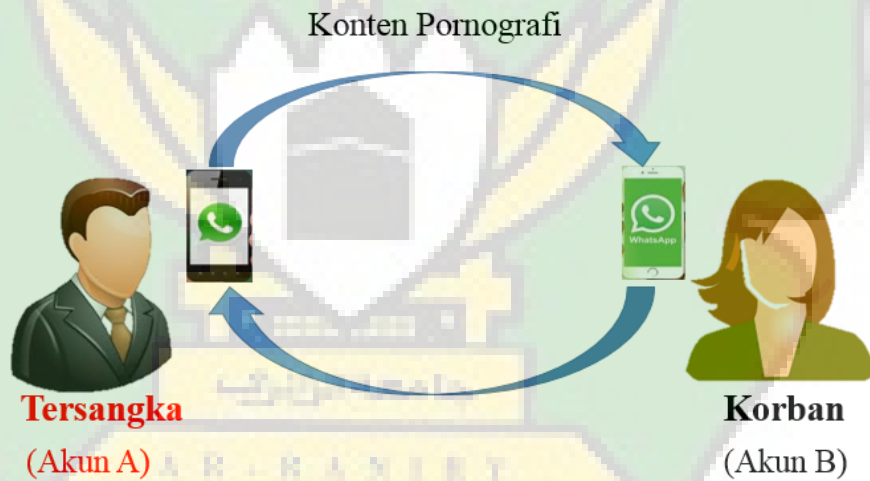 Konten Pornografi
WhatsApp
Tersangka
Korban
(Akun A)
(Akun B)
A R - R A N I R Y